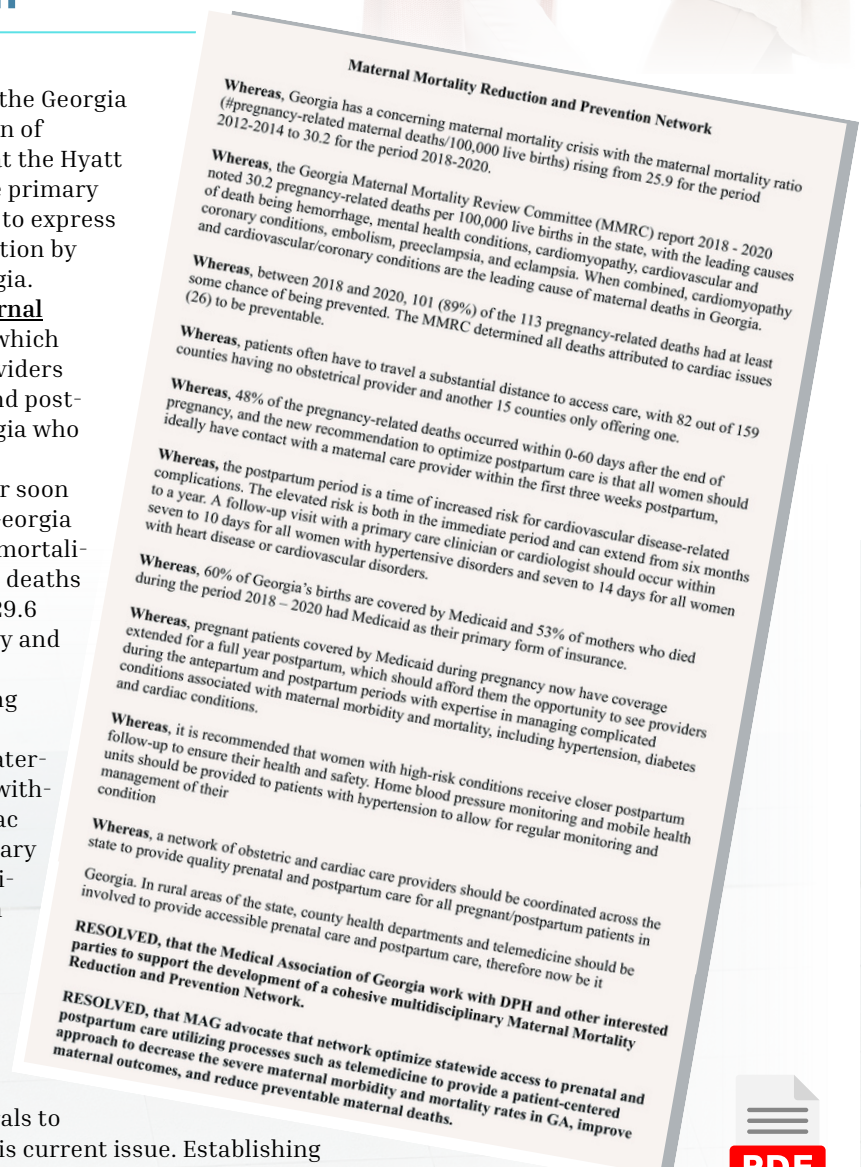 the Georgia
n of
t the Hyatt
primary
to express
tion by
gia.
rnal
which
viders
nd post-
gia who
r soon
eorgia
mortali-
deaths
29.6
y and
ng
ater-
with-
ac
ary
i-
als to
is current issue. Establishing
Maternal Mortality Reduction and Prevention Network
Whereas, Georgia has a concerning maternal mortality crisis with the maternal mortality ratio
(#pregnancy-related maternal deaths/100,000 live births) rising from 25.9 for the period
2012-2014 to 30.2 for the period 2018-2020.
Whereas, the Georgia Maternal Mortality Review Committee (MMRC) report 2018 - 2020
noted 30.2 pregnancy-related deaths per 100,000 live births in the state, with the leading causes
of death being hemorrhage, mental health conditions, cardiomyopathy, cardiovascular and
coronary conditions, embolism, preeclampsia, and eclampsia. When combined, cardiomyopathy
and cardiovascular/coronary conditions are the leading cause of maternal deaths in Georgia.
Whereas, between 2018 and 2020, 101 (89%) of the 113 pregnancy-related deaths had at least
some chance of being prevented. The MMRC determined all deaths attributed to cardiac issues
(26) to be preventable.
Whereas, patients often have to travel a substantial distance to access care, with 82 out of 159
counties having no obstetrical provider and another 15 counties only offering one.
Whereas, 48% of the pregnancy-related deaths occurred within 0-60 days after the end of
pregnancy, and the new recommendation to optimize postpartum care is that all women should
ideally have contact with a maternal care provider within the first three weeks postpartum,
Whereas, the postpartum period is a time of increased risk for cardiovascular disease-related
complications. The elevated risk is both in the immediate period and can extend from six months
to a year. A follow-up visit with a primary care clinician or cardiologist should occur within
seven to 10 days for all women with hypertensive disorders and seven to 14 days for all women
with heart disease or cardiovascular disorders.
Whereas, 60% of Georgia's births are covered by Medicaid and 53% of mothers who died
during the period 2018 – 2020 had Medicaid as their primary form of insurance.
Whereas, pregnant patients covered by Medicaid during pregnancy now have coverage
extended for a full year postpartum, which should afford them the opportunity to see providers
during the antepartum and postpartum periods with expertise in managing complicated
conditions associated with maternal morbidity and mortality, including hypertension, diabetes
and cardiac conditions.
Whereas, it is recommended that women with high-risk conditions receive closer postpartum
follow-up to ensure their health and safety. Home blood pressure monitoring and mobile health
units should be provided to patients with hypertension to allow for regular monitoring and
management of their
condition
Whereas, a network of obstetric and cardiac care providers should be coordinated across the
state to provide quality prenatal and postpartum care for all pregnant/postpartum patients in
Georgia. In rural areas of the state, county health departments and telemedicine should be
involved to provide accessible prenatal care and postpartum care, therefore now be it
RESOLVED, that the Medical Association of Georgia work with DPH and other interested
parties to support the development of a cohesive multidisciplinary Maternal Mortality
Reduction and Prevention Network.
RESOLVED, that MAG advocate that network optimize statewide access to prenatal and
postpartum care utilizing processes such as telemedicine to provide a patient-centered
approach to decrease the severe maternal morbidity and mortality rates in GA, improve
maternal outcomes, and reduce preventable maternal deaths.
PDF